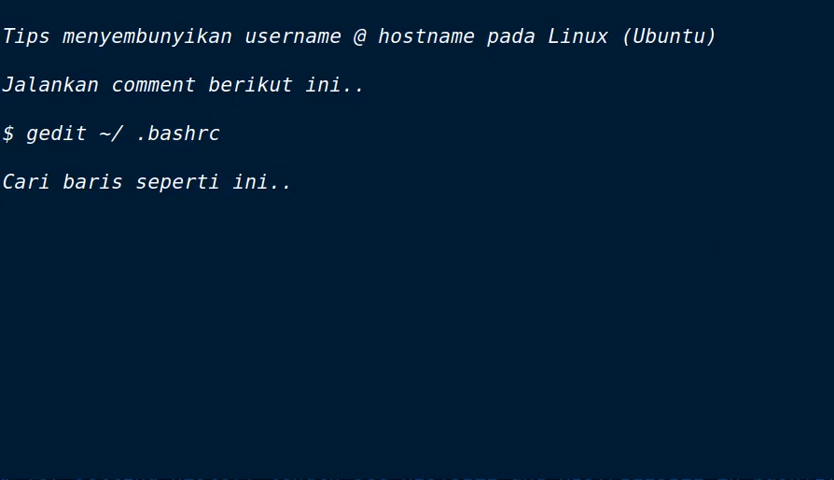 Tips menyembunyikan username @ hostname pada Linux (Ubuntu)
Jalankan comment berikut ini..
$ gedit ~/ .bashrc
Cari baris seperti ini..